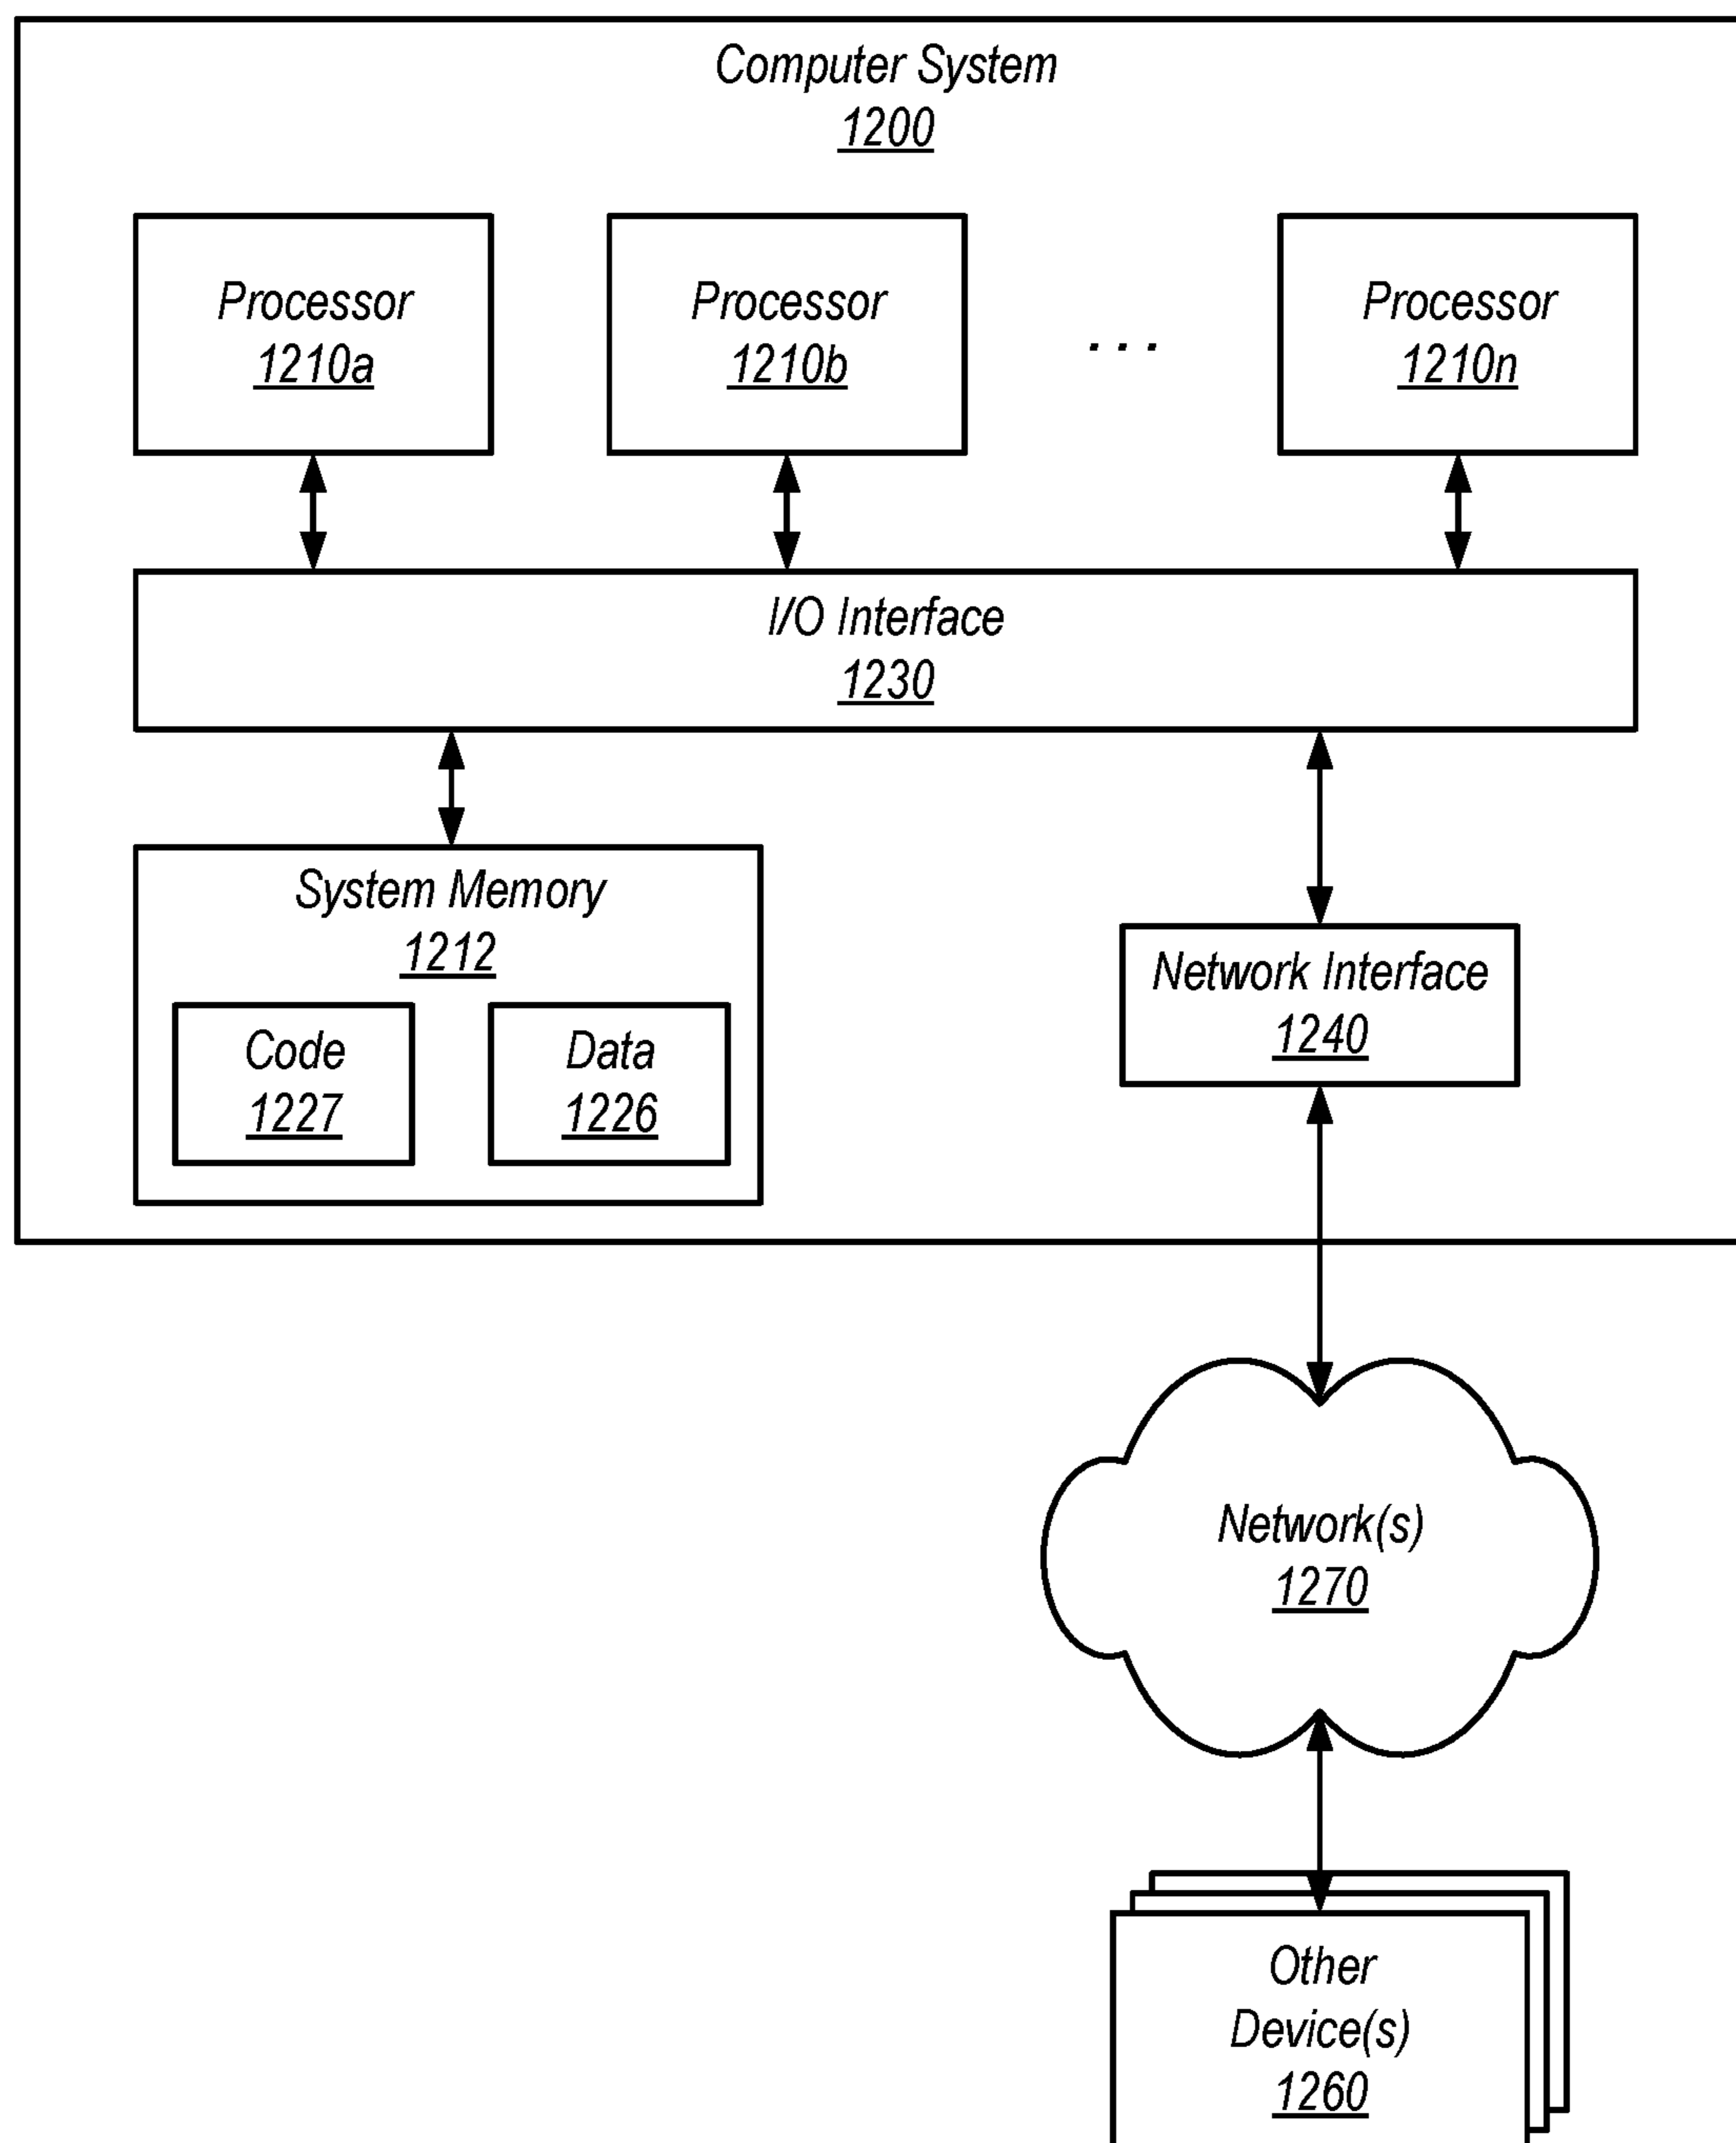 Computer System
1200
Processor
1210a
Processor
1210b
. . .
Processor
1210n
I/O Interface
1230
System Memory
1212
Code
1227
Data
1226
Network Interface
1240
Network(s)
1270
Other
Device(s)
1260